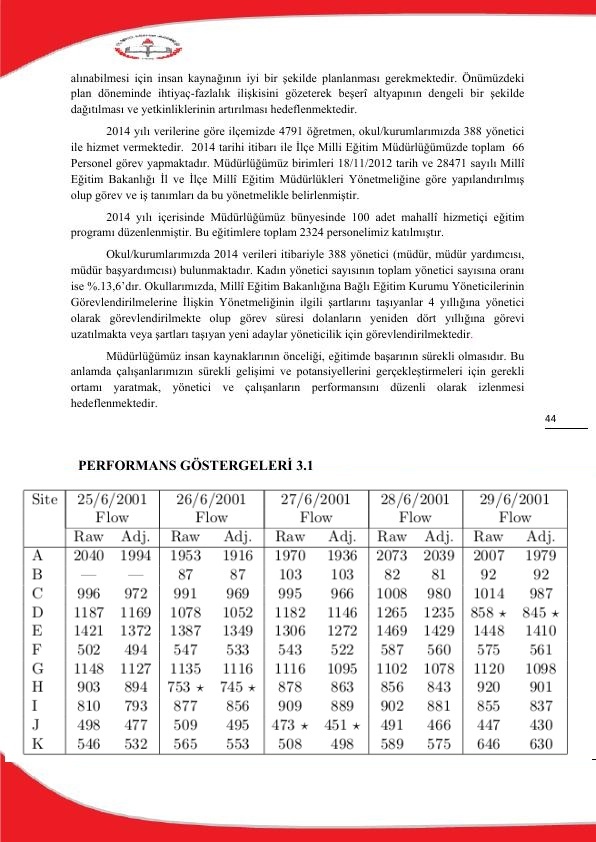 alınabilmesi için insan kaynağının iyi bir şekilde planlanması gerekmektedir. Önümüzdeki
plan döneminde ihtiyaç-fazlalık ilişkisini gözeterek beşerî altyapının dengeli bir şekilde
dağıtılması ve yetkinliklerinin artırılması hedeflenmektedir.
2014 yılı verilerine göre ilçemizde 4791 öğretmen, okul/kurumlarımızda 388 yönetici
ile hizmet vermektedir. 2014 tarihi itibarı ile İlçe Milli Eğitim Müdürlüğümüzde toplam 66
Personel görev yapmaktadır. Müdürlüğümüz birimleri 18/11/2012 tarih ve 28471 sayılı Millî
Eğitim Bakanlığı İl ve İlçe Millî Eğitim Müdürlükleri Yönetmeliğine göre yapılandırılmış
olup görev ve iş tanımları da bu yönetmelikle belirlenmiştir.
2014 yılı içerisinde Müdürlüğümüz bünyesinde 100 adet mahallî hizmetiçi eğitim
programı düzenlenmiştir. Bu eğitimlere toplam 2324 personelimiz katılmıştır.
Okul/kurumlarımızda 2014 verileri itibariyle 388 yönetici (müdür, müdür yardımcısı,
müdür başyardımcısı) bulunmaktadır. Kadın yönetici sayısının toplam yönetici sayısına oranı
ise %.13,6'dır. Okullarımızda, Millî Eğitim Bakanlığına Bağlı Eğitim Kurumu Yöneticilerinin
Görevlendirilmelerine İlişkin Yönetmeliğinin ilgili şartlarını taşıyanlar 4 yıllığına yönetici
olarak görevlendirilmekte olup görev süresi dolanların yeniden dört yıllığına görevi
uzatılmakta veya şartları taşıyan yeni adaylar yöneticilik için görevlendirilmektedir.
Müdürlüğümüz insan kaynaklarının önceliği, eğitimde başarının sürekli olmasıdır. Bu
anlamda çalışanlarımızın sürekli gelişimi ve potansiyellerini gerçekleştirmeleri için gerekli
ortamı yaratmak, yönetici ve çalışanların performansını düzenli olarak izlenmesi
hedeflenmektedir.
44
PERFORMANS GÖSTERGELERİ 3.1
Site 25/6/2001 26/6/2001 27/6/2001 28/6/2001 29/6/2001
Flow Flow Flow Flow Flow
Raw Adj. Raw Adj. Raw Adj. Raw Adj. Raw Adj.
A 2040 1994 1953 1916 1970 1936 2073 2039 2007 1979
B — — 87 87 103 103 82 81 92 92
C 996 972 991 969 995 966 1008 980 1014 987
D 1187 1169 1078 1052 1182 1146 1265 1235 858 ⋆ 845 ⋆
E 1421 1372 1387 1349 1306 1272 1469 1429 1448 1410
F 502 494 547 533 543 522 587 560 575 561
G 1148 1127 1135 1116 1116 1095 1102 1078 1120 1098
H 903 894 753 ⋆ 745 ⋆ 878 863 856 843 920 901
I 810 793 877 856 909 889 902 881 855 837
J 498 477 509 495 473 ⋆ 451 ⋆ 491 466 447 430
K 546 532 565 553 508 498 589 575 646 630